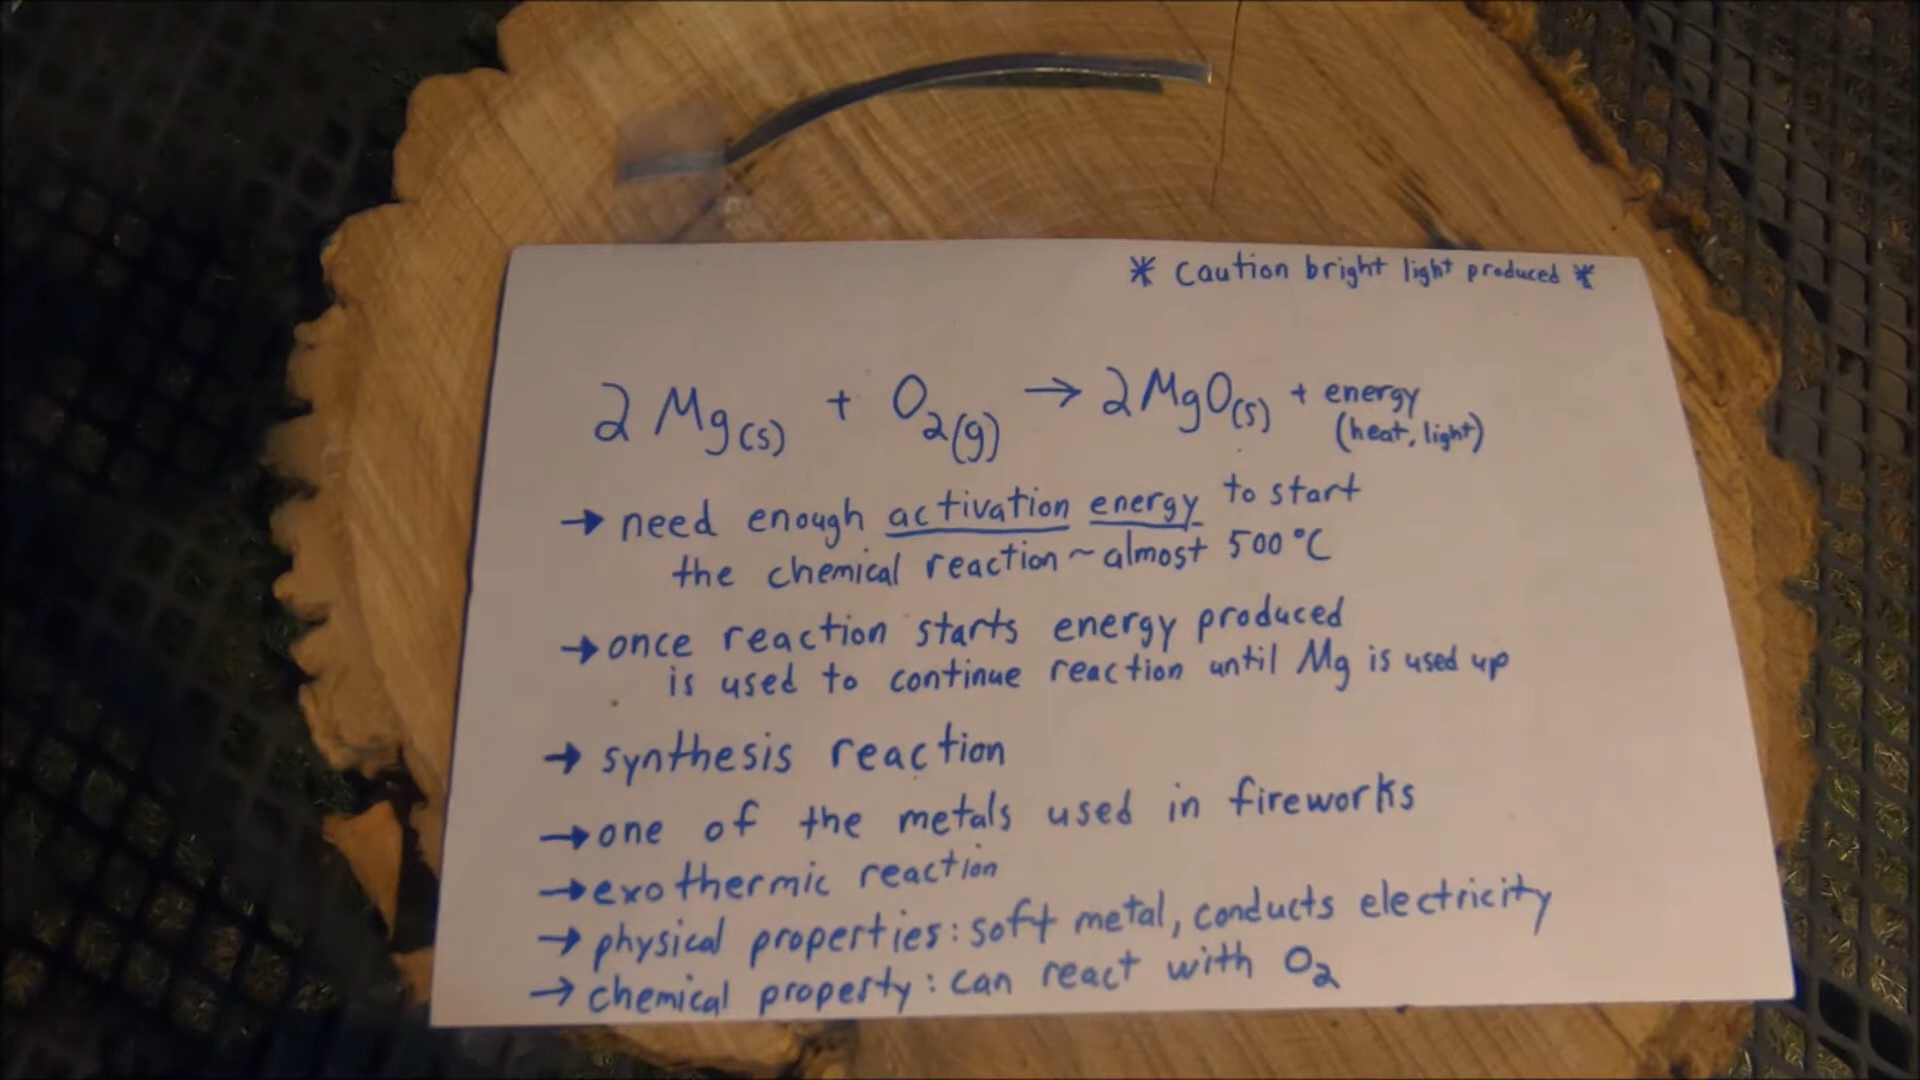 * Caution bright light produced *
2 Mg(s) + O2(g) → 2MgO(s) + energy
(heat, light)
→ need enough activation energy to start
the chemical reaction ~ almost 500°C
→ once reaction starts energy produced
is used to continue reaction until Mg is used up
→ synthesis reaction
→ one of the metals used in fireworks
→ exothermic reaction
→ physical properties: soft metal, conducts electricity
→ chemical property: can react with O2